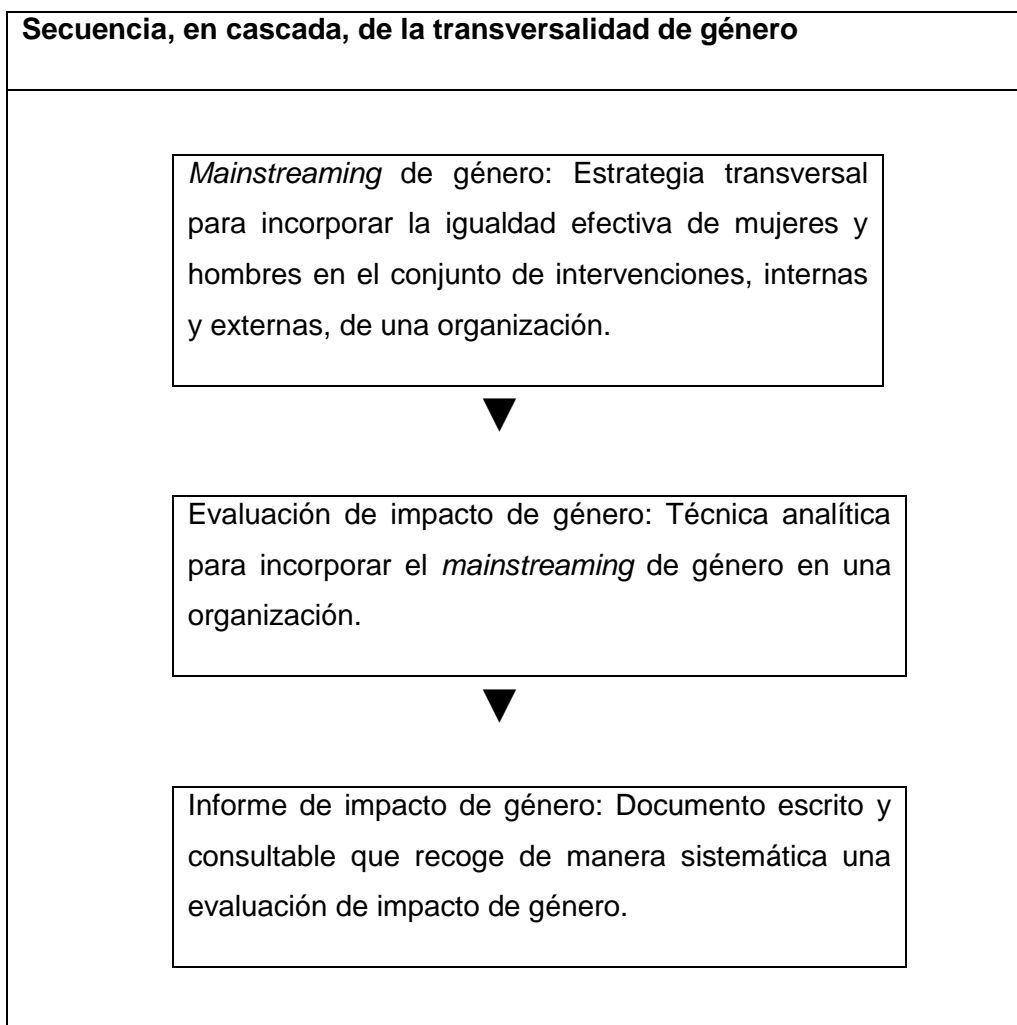 Secuencia, en cascada, de la transversalidad de género
Mainstreaming de género: Estrategia transversal
para incorporar la igualdad efectiva de mujeres y
hombres en el conjunto de intervenciones, internas
y externas, de una organización.
Evaluación de impacto de género: Técnica analítica
para incorporar el mainstreaming de género en una
organización.
Informe de impacto de género: Documento escrito y
consultable que recoge de manera sistemática una
evaluación de impacto de género.